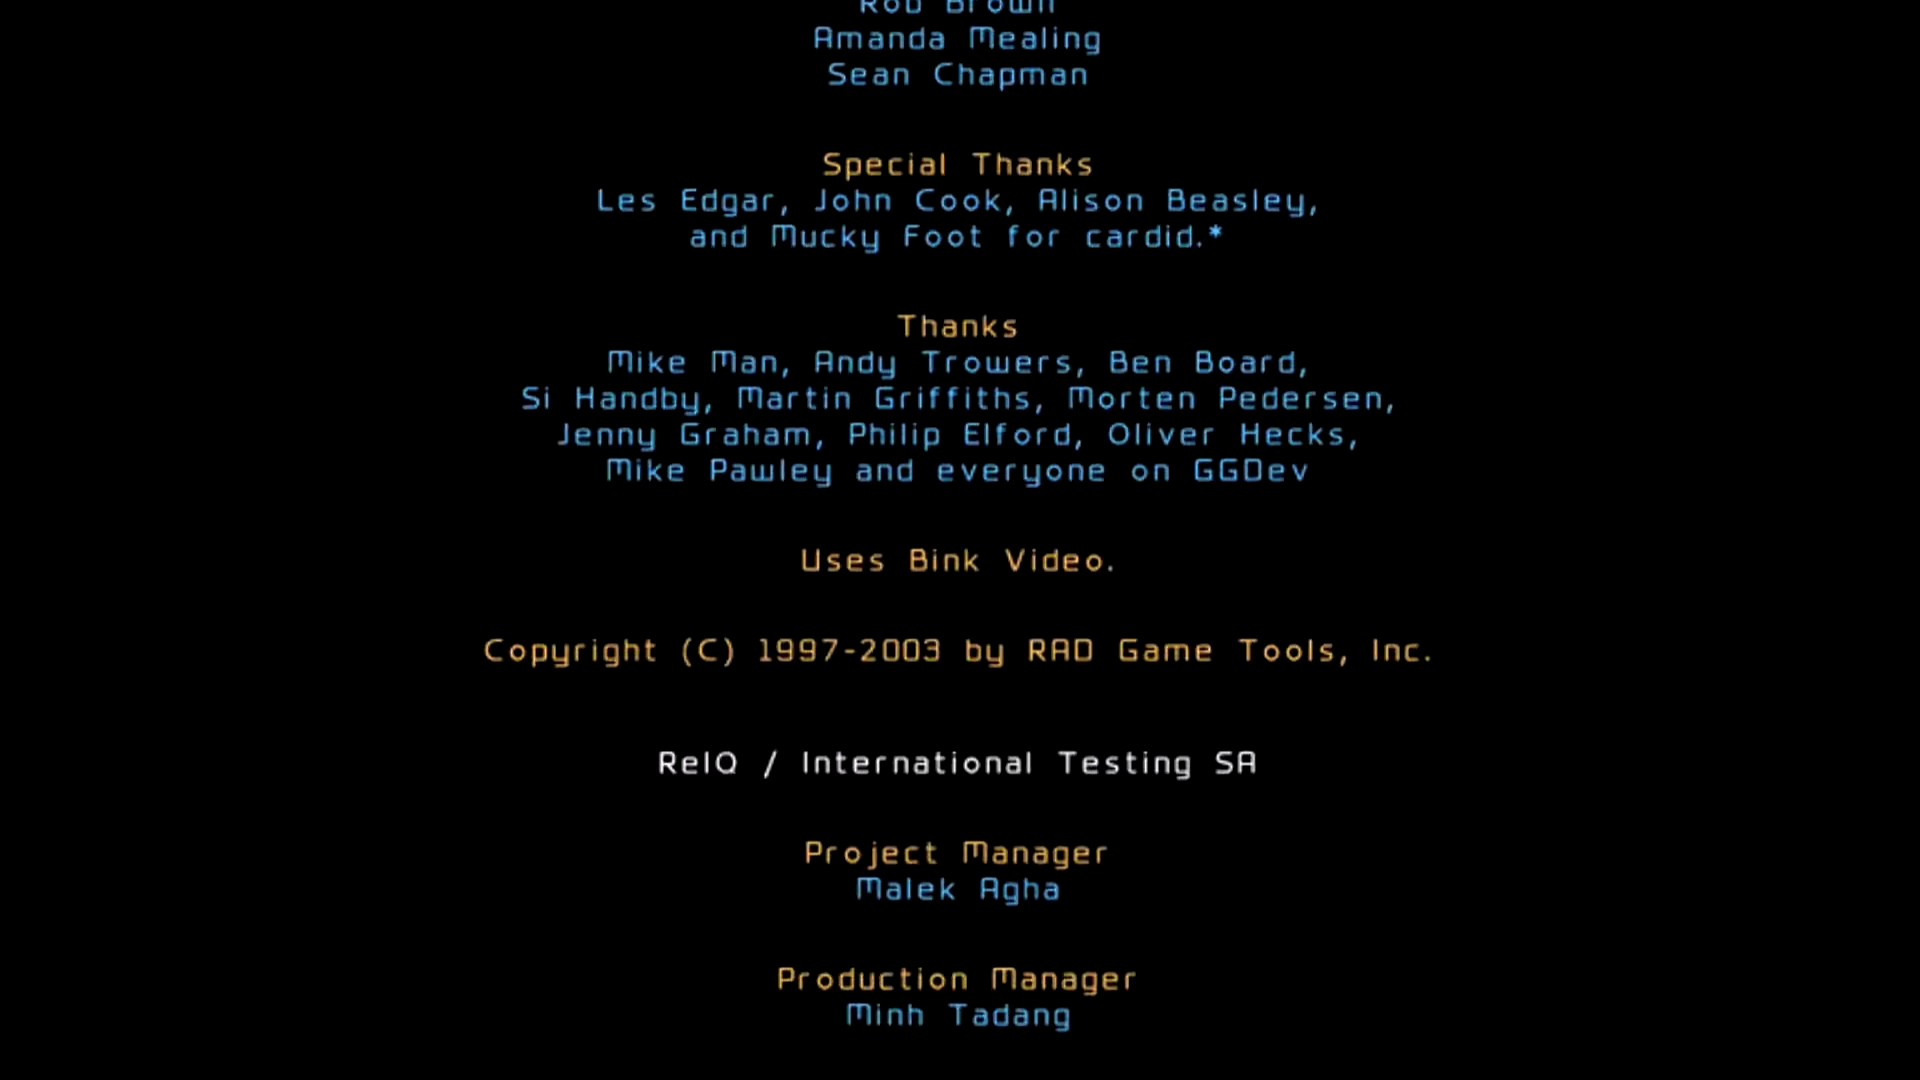 Rob Brown
Amanda Mealing
Sean Chapman
Special Thanks
Les Edgar, John Cook, Alison Beasley,
and Mucky Foot for cardid.*
Thanks
Mike Man, Andy Trowers, Ben Board,
Si Handby, Martin Griffiths, Morten Pedersen,
Jenny Graham, Philip Elford, Oliver Hecks,
Mike Pawley and everyone on GGDev
Uses Bink Video.
Copyright (C) 1997-2003 by RAD Game Tools, Inc.
RelQ / International Testing SA
Project Manager
Malek Agha
Production Manager
Minh Tadang